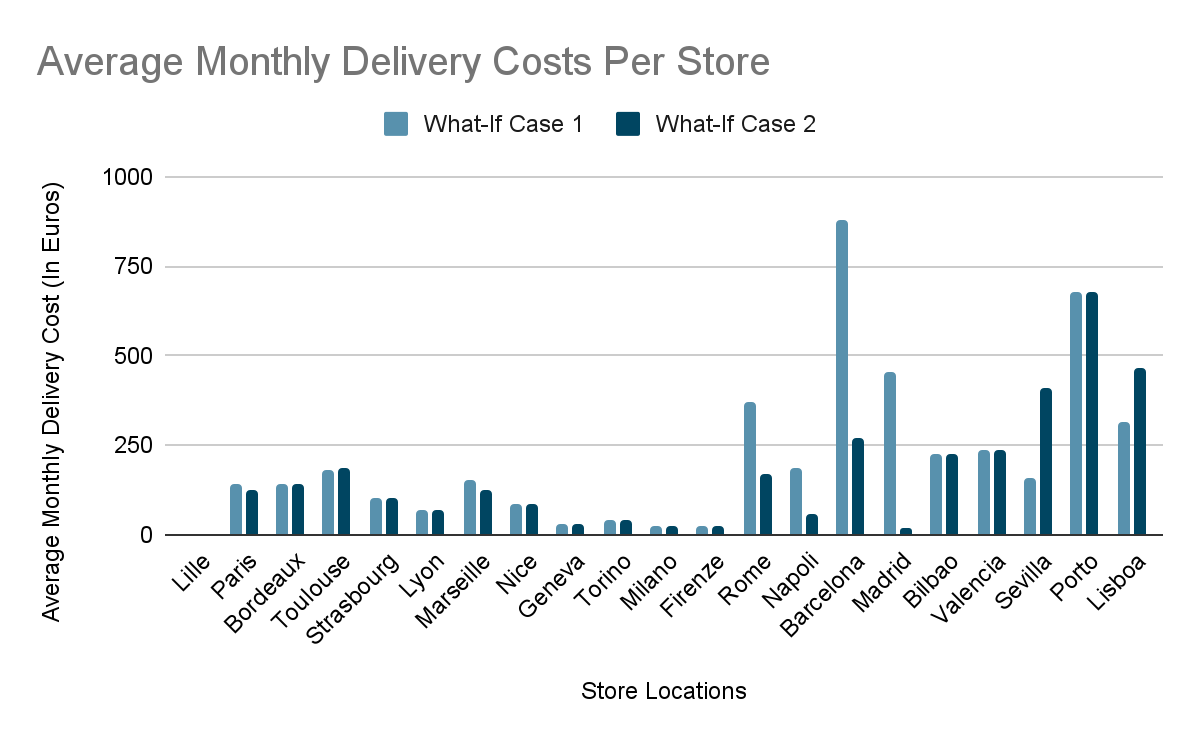 Average Monthly Delivery Costs Per Store
What-If Case 1
What-If Case 2
Average Monthly Delivery Cost (In Euros)
1000
750
500
250
0
Lille
Paris
Bordeaux
Toulouse
Strasbourg
Lyon
Marseille
Nice
Geneva
Torino
Milano
Firenze
Rome
Napoli
Barcelona
Madrid
Bilbao
Valencia
Sevilla
Porto
Lisboa
Store Locations